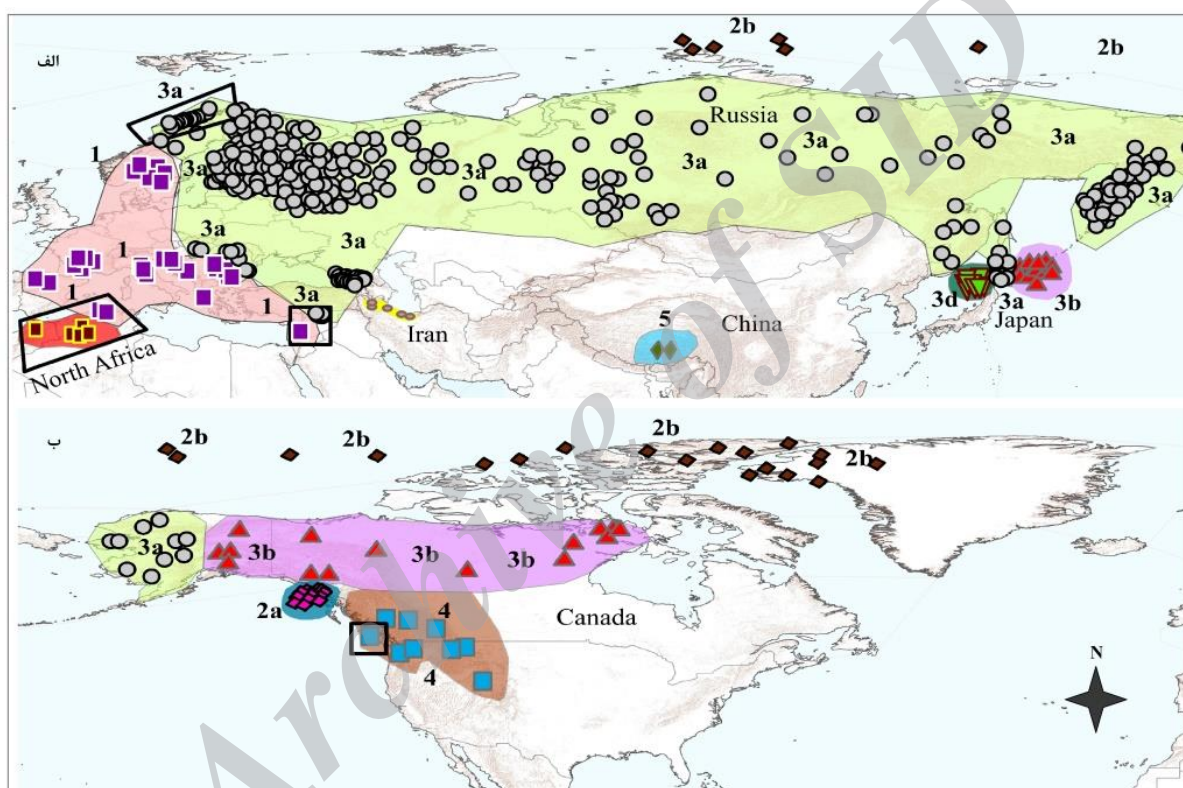 2b
2b
الف
3a
Russia
3a
3a
1
3a
3a
3a
3a
3a
3a
1
3a
1
1
3a
3d
3a
3b
Japan
5
China
Iran
North Africa
2b
2b
2b
ب
2b
3a
3b
3b
3b
2a
4
Canada
4
N
Archive of SID